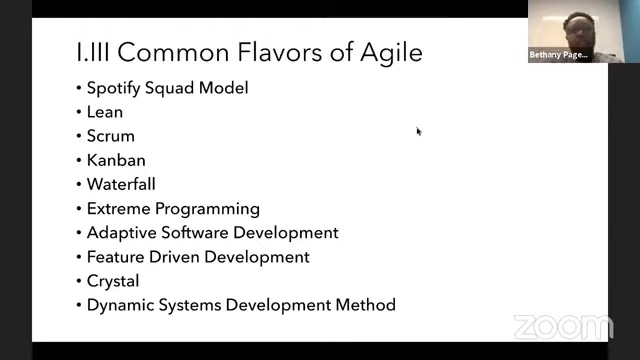 I.III Common Flavors of Agile
• Spotify Squad Model
• Lean
• Scrum
• Kanban
• Waterfall
• Extreme Programming
• Adaptive Software Development
• Feature Driven Development
• Crystal
• Dynamic Systems Development Method
Bethany Page...
zoom